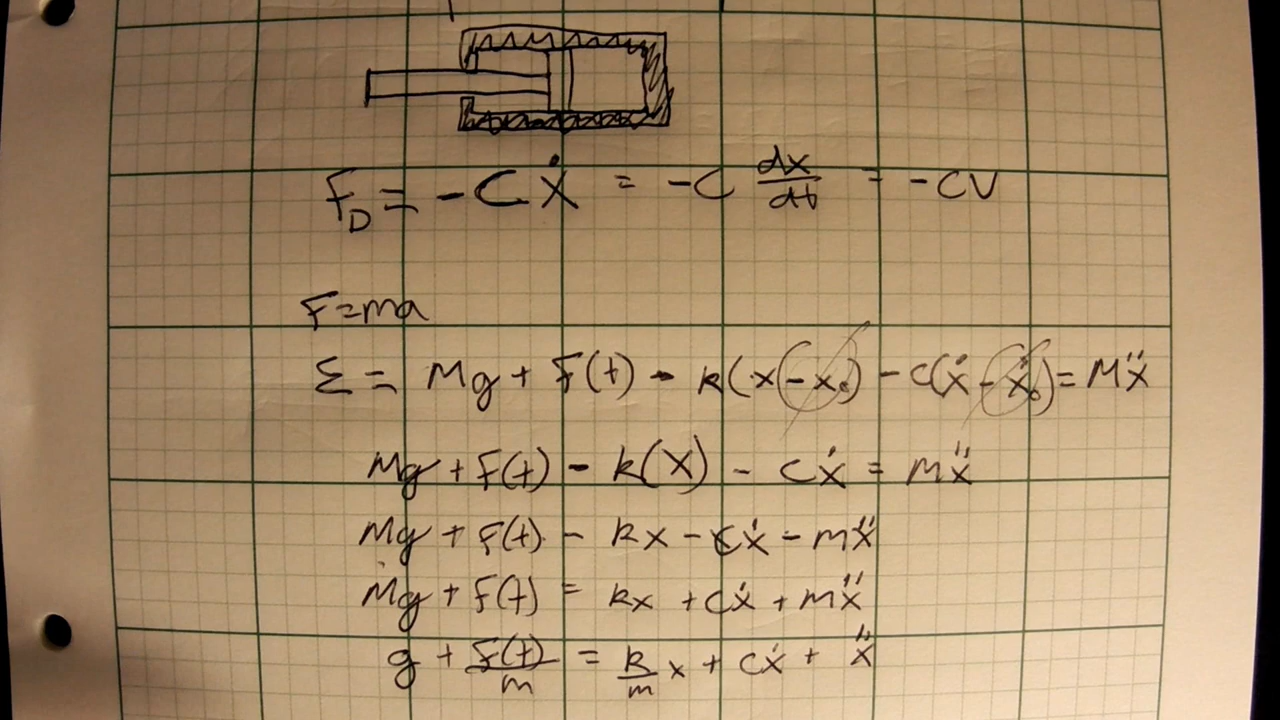 F_D = -Cẋ = -C dx/dt = -CV
F=ma
Σ = Mg + F(t) - k(x-x₀) - c(ẋ-ẋ₀) = Mẍ
Mg + F(t) - k(x) - cẋ = mẍ
Mg + F(t) - kx - cẋ - mẍ
Mg + F(t) = kx + cẋ + mẍ
g + F(t)/m = k/m x + cẋ + ẍ